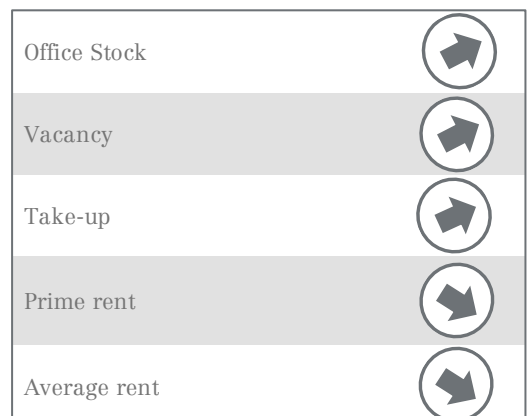 Office Stock
Vacancy
Take-up
Prime rent
Average rent